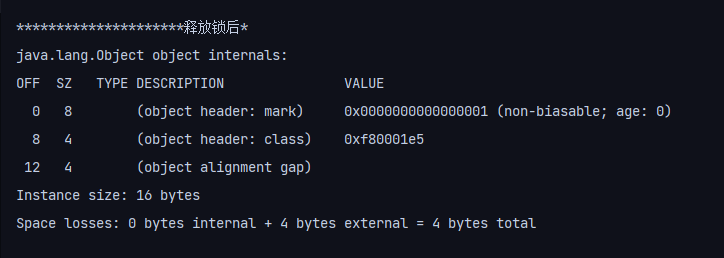 *********************释放锁后*
java.lang.Object object internals:
OFF  SZ   TYPE DESCRIPTION               VALUE
  0   8        (object header: mark)     0x0000000000000001 (non-biasable; age: 0)
  8   4        (object header: class)    0xf80001e5
 12   4        (object alignment gap)
Instance size: 16 bytes
Space losses: 0 bytes internal + 4 bytes external = 4 bytes total